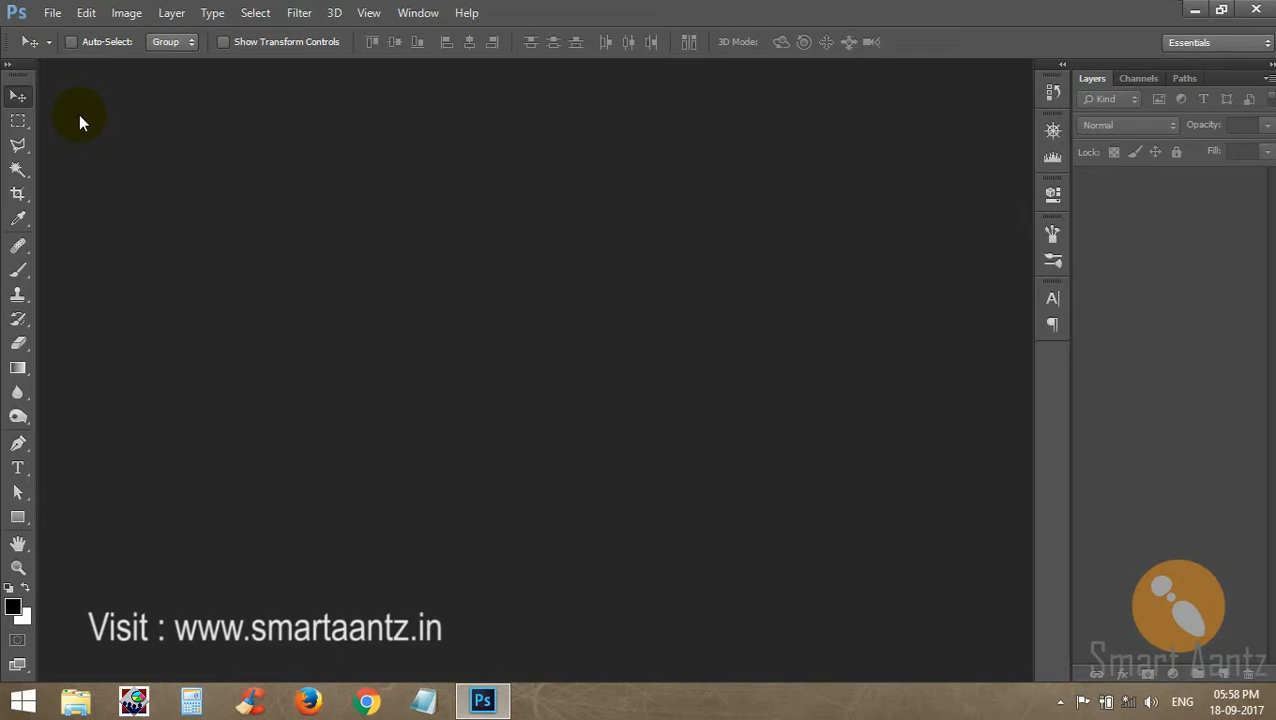 Ps File Edit Image Layer Type Select Filter 3D View Window Help
Auto-Select: Group Show Transform Controls 3D Mode: Essentials
Layers Channels Paths
Kind
Normal Opacity:
Lock: Fill:
Visit : www.smartaantz.in
Smart Aantz
Ps
ENG
05:58 PM
18-09-2017